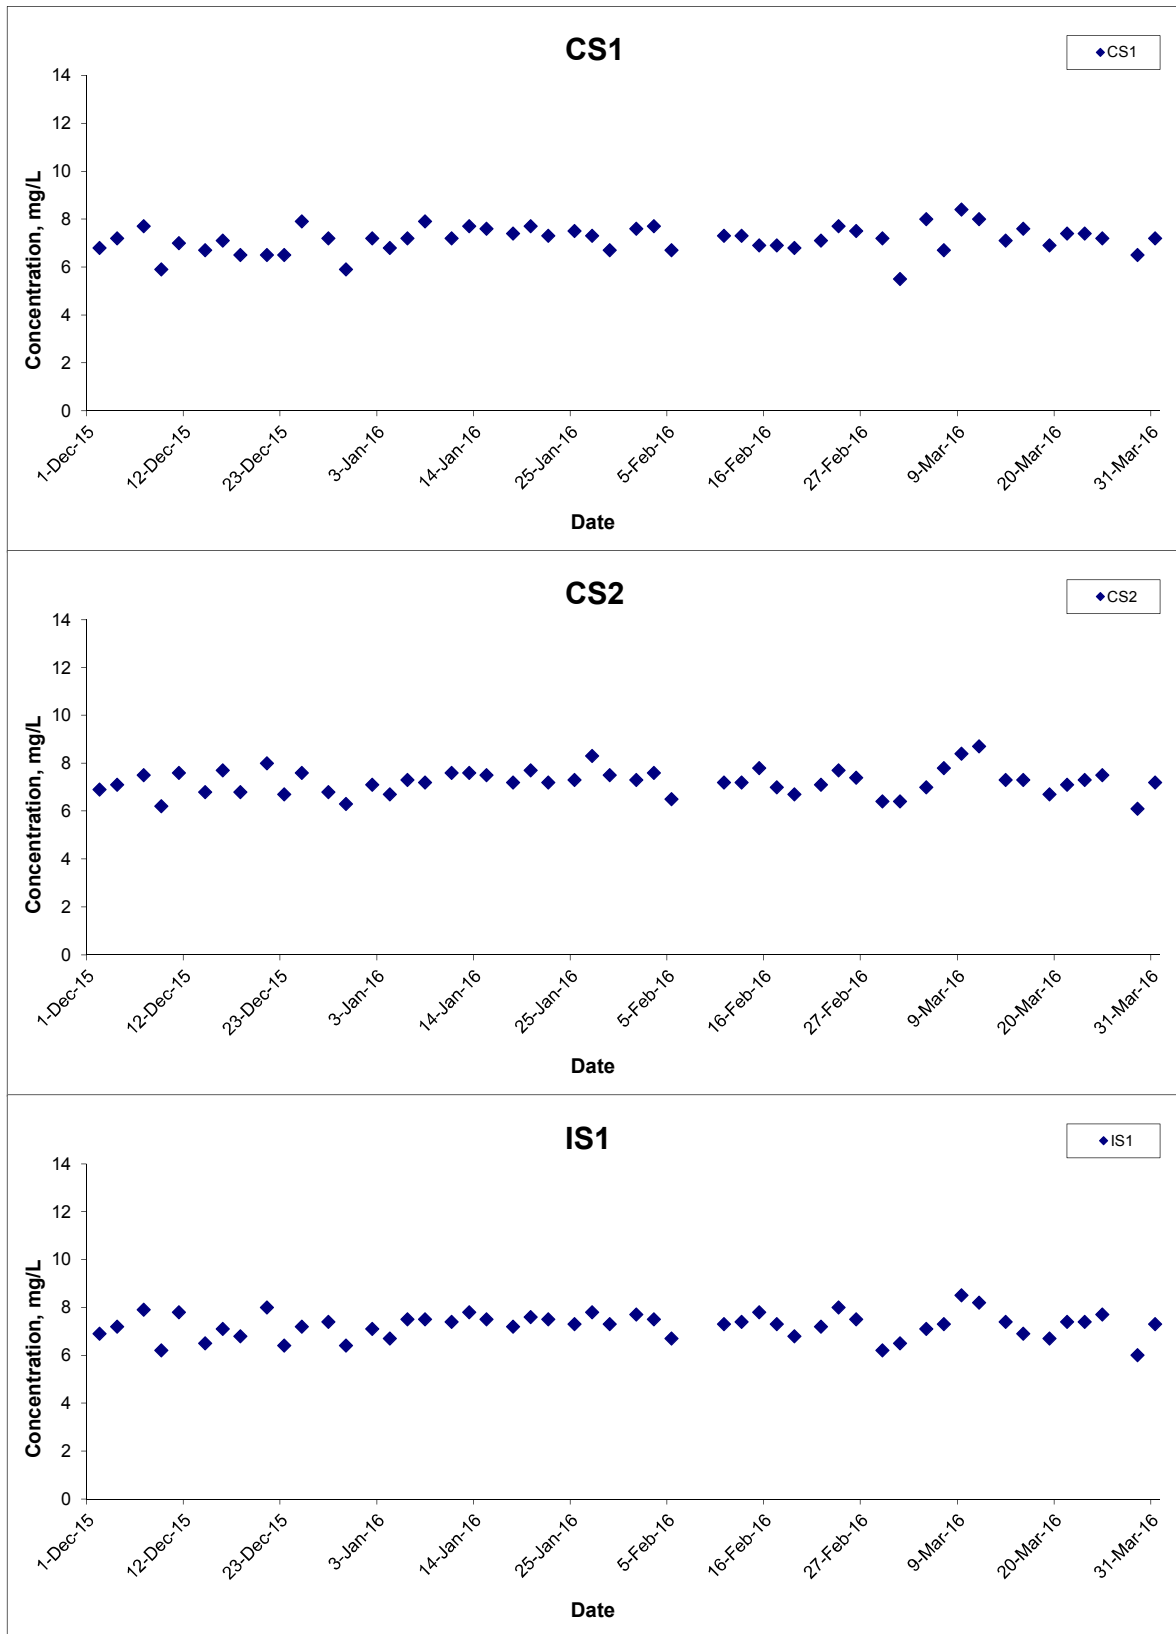 CS1
CS1
14
12
10
8
6
4
2
0
Concentration, mg/L
1-Dec-15
12-Dec-15
23-Dec-15
3-Jan-16
14-Jan-16
25-Jan-16
5-Feb-16
16-Feb-16
27-Feb-16
9-Mar-16
20-Mar-16
31-Mar-16
Date
CS2
CS2
14
12
10
8
6
4
2
0
Concentration, mg/L
1-Dec-15
12-Dec-15
23-Dec-15
3-Jan-16
14-Jan-16
25-Jan-16
5-Feb-16
16-Feb-16
27-Feb-16
9-Mar-16
20-Mar-16
31-Mar-16
Date
IS1
IS1
14
12
10
8
6
4
2
0
Concentration, mg/L
1-Dec-15
12-Dec-15
23-Dec-15
3-Jan-16
14-Jan-16
25-Jan-16
5-Feb-16
16-Feb-16
27-Feb-16
9-Mar-16
20-Mar-16
31-Mar-16
Date